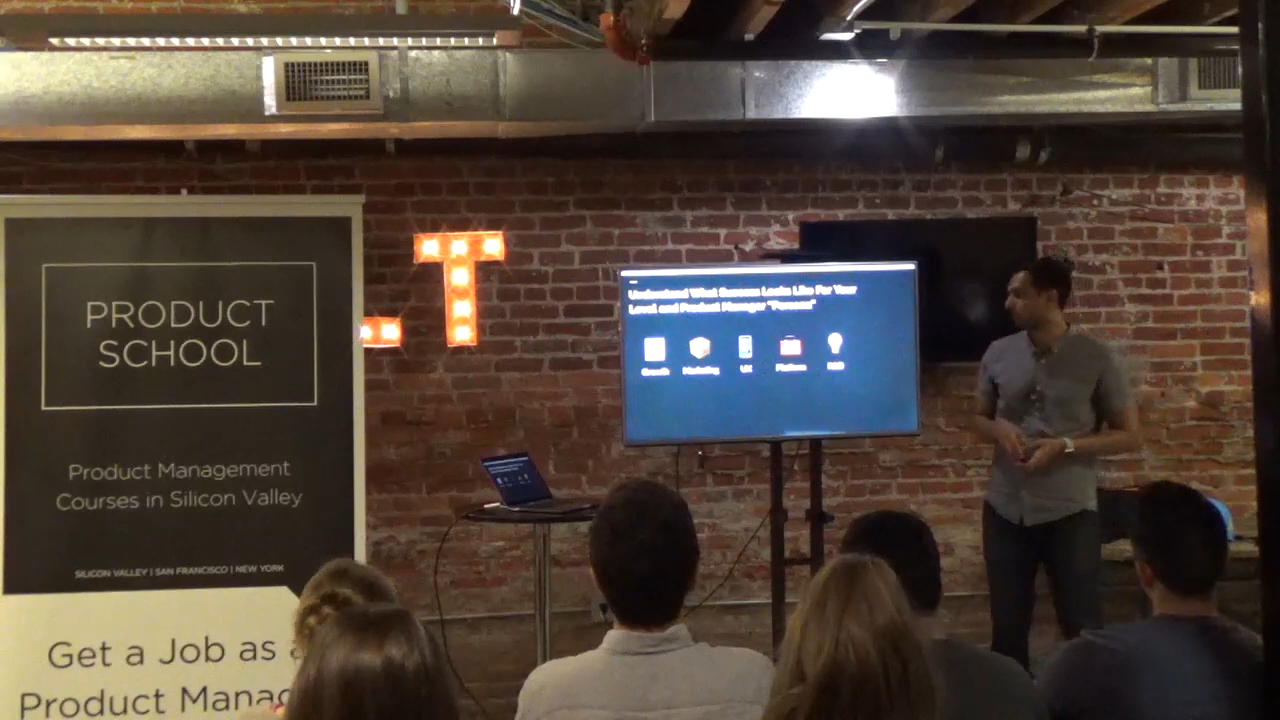 PRODUCT
SCHOOL
Product Management
Courses in Silicon Valley
SILICON VALLEY | SAN FRANCISCO | NEW YORK
Get a Job as
Product Manag
.T
Understand What Success Looks Like For Your
Level and Product Manager "Persona"
Growth Marketing UX Platform R&D